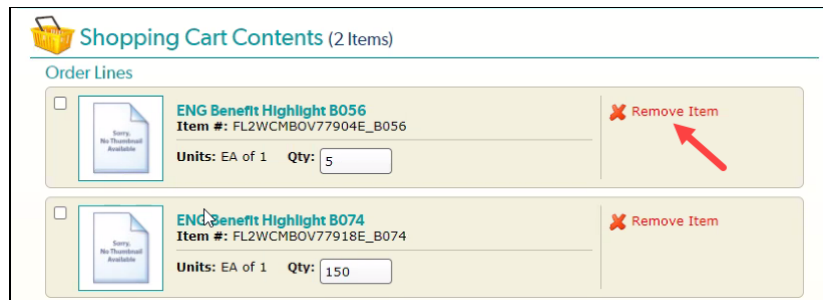 Shopping Cart Contents (2 Items)
Order Lines
Sorry,
No Thumbnail
Available
ENG Benefit Highlight B056
Item #: FL2WCMBOV77904E_B056
Units: EA of 1 Qty: 5
Remove Item
Sorry,
No Thumbnail
Available
ENG Benefit Highlight B074
Item #: FL2WCMBOV77918E_B074
Units: EA of 1 Qty: 150
Remove Item